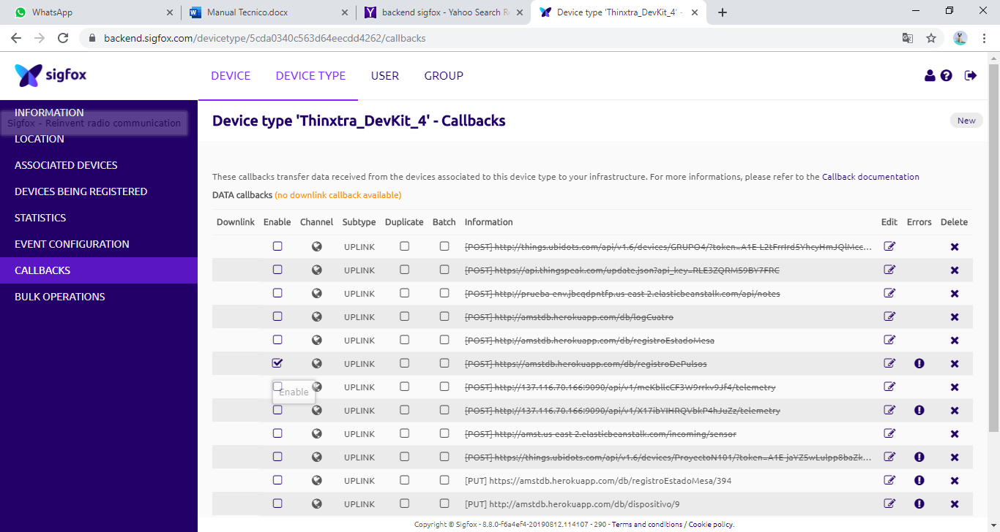 WhatsApp
Manual Tecnico.docx
backend sigfox - Yahoo Search R
Device type 'Thinxtra_DevKit_4' -
backend.sigfox.com/devicetype/5cda0340c563d64eecdd4262/callbacks
sigfox
DEVICE DEVICE TYPE USER GROUP
INFORMATION
Sigfox - Reinvent radio communication
LOCATION
ASSOCIATED DEVICES
DEVICES BEING REGISTERED
STATISTICS
EVENT CONFIGURATION
CALLBACKS
BULK OPERATIONS
Device type 'Thinxtra_DevKit_4' - Callbacks
New
These callbacks transfer data received from the devices associated to this device type to your infrastructure. For more informations, please refer to the Callback documentation
DATA callbacks (no downlink callback available)
Downlink Enable Channel Subtype Duplicate Batch Information Edit Errors Delete
UPLINK [POST] http://things.ubidots.com/api/v1.6/devices/GRUPO4/?token=A1E-L2tFrrIrd5YhcyHmJQlMcc...
UPLINK [POST] https://api.thingspeak.com/update.json?api_key=RLE3ZQRMS9BY7FRC
UPLINK [POST] http://prueba-env.jbcqdpntfp.us-east-2.elasticbeanstalk.com/api/notes
UPLINK [POST] http://amstdb.herokuapp.com/db/logCuatro
UPLINK [POST] https://amstdb.herokuapp.com/db/registroEstadoMesa
UPLINK [POST] https://amstdb.herokuapp.com/db/registroDePulsos
UPLINK [POST] http://137.116.70.166:9090/api/v1/meKbllcCF3W9rrkv9Jf4/telemetry
Enable
UPLINK [POST] http://137.116.70.166:9090/api/v1/X17ibYIHRQVbkP4hJuZz/telemetry
UPLINK [POST] http://amst.us-east-2.elasticbeanstalk.com/incoming/sensor
UPLINK [POST] https://things.ubidots.com/api/v1.6/devices/ProyectoN101/?token=A1E-jaYZSwLulpp8baZk...
UPLINK [PUT] https://amstdb.herokuapp.com/db/registroEstadoMesa/394
UPLINK [PUT] http://amstdb.herokuapp.com/db/dispositivo/9
Copyright © Sigfox - 8.8.0-f6a4ef4-20190812.114107 - 290 - Terms and conditions / Cookie policy.